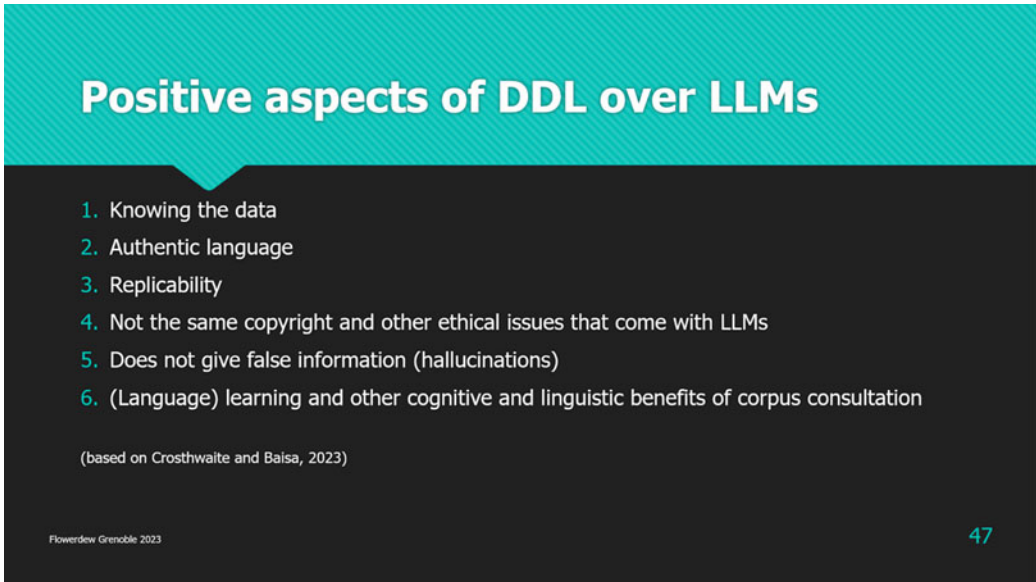 Positive aspects of DDL over LLMs
1. Knowing the data
2. Authentic language
3. Replicability
4. Not the same copyright and other ethical issues that come with LLMs
5. Does not give false information (hallucinations)
6. (Language) learning and other cognitive and linguistic benefits of corpus consultation
(based on Crosthwaite and Baisa, 2023)
Flowerdew Grenoble 2023
47